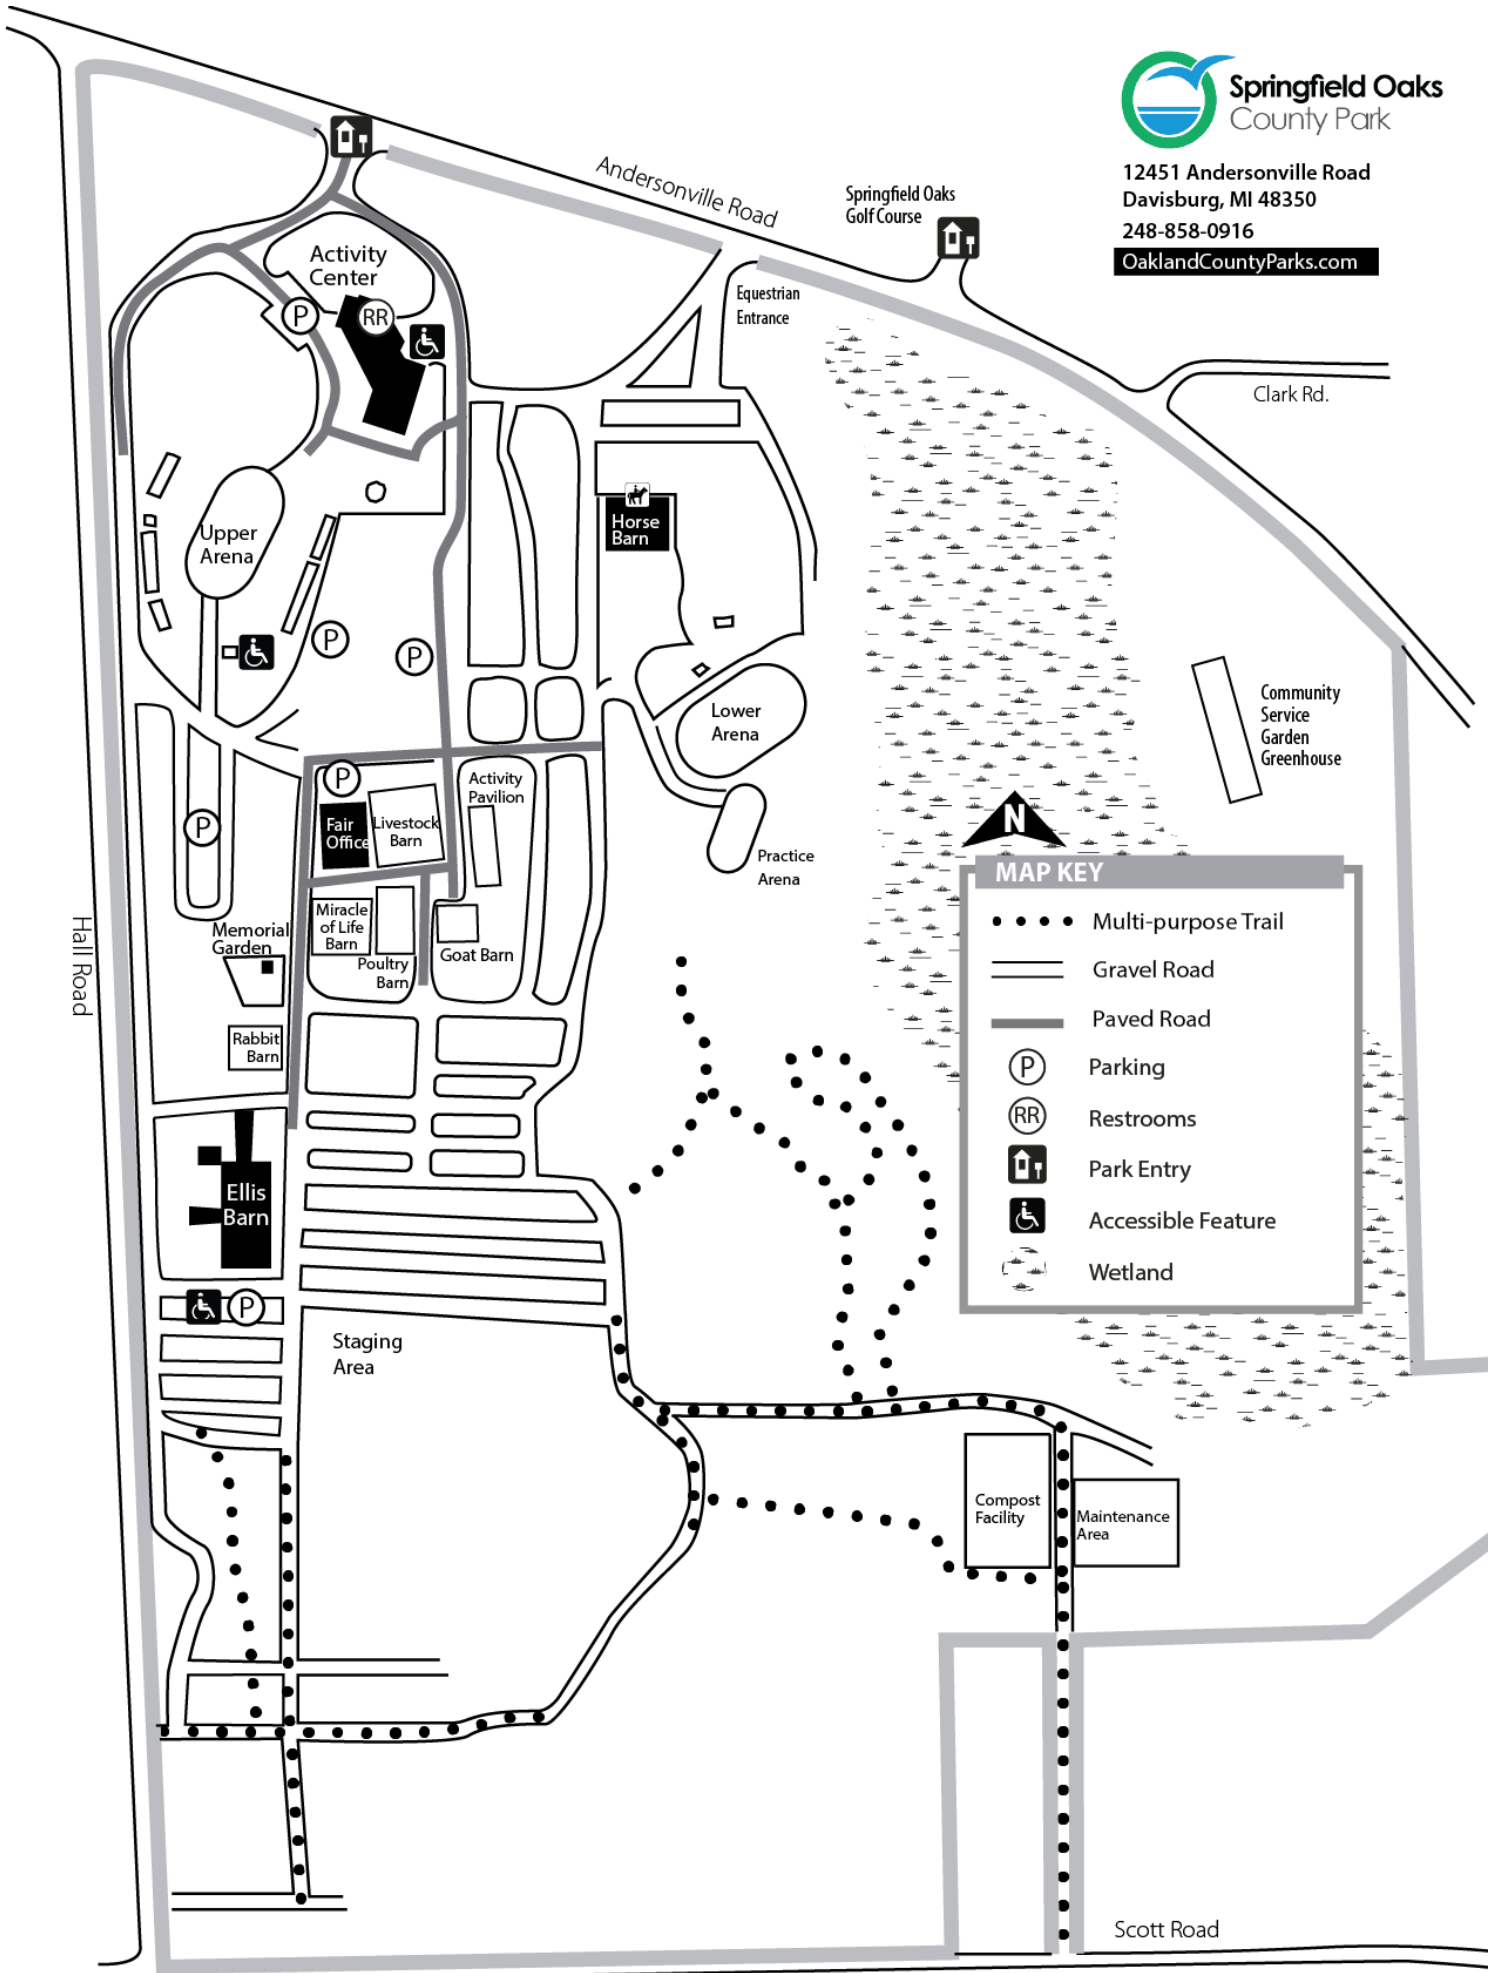 Springfield Oaks
County Park
12451 Andersonville Road
Davisburg, MI 48350
248-858-0916
OaklandCountyParks.com
Andersonville Road
Springfield Oaks
Golf Course
Activity
Center
P
RR
Equestrian
Entrance
Clark Rd.
Horse
Barn
Upper
Arena
P
P
Lower
Arena
Community
Service
Garden
Greenhouse
P
Activity
Pavilion
P
Fair
Office
Livestock
Barn
N
Practice
Arena
Hall Road
Memorial
Garden
Miracle
of Life
Barn
Poultry
Barn
Goat Barn
Rabbit
Barn
Ellis
Barn
P
Staging
Area
MAP KEY
Multi-purpose Trail
Gravel Road
Paved Road
P Parking
RR Restrooms
Park Entry
Accessible Feature
Wetland
Compost
Facility
Maintenance
Area
Scott Road